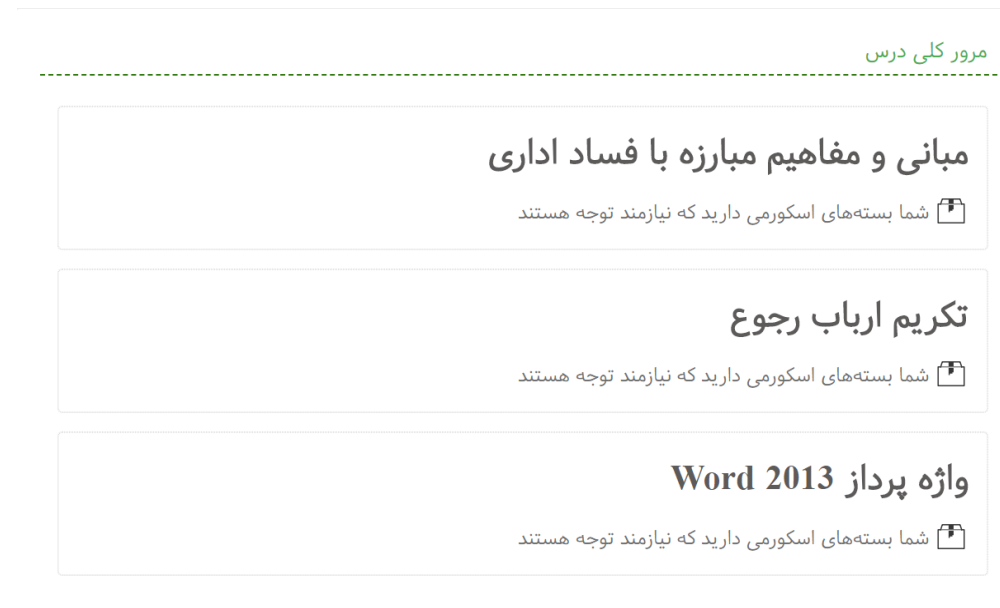 مرور کلی درس
مبانی و مفاهیم مبارزه با فساد اداری
شما بسته‌های اسکورمی دارید که نیازمند توجه هستند
تکریم ارباب رجوع
شما بسته‌های اسکورمی دارید که نیازمند توجه هستند
واژه پرداز Word 2013
شما بسته‌های اسکورمی دارید که نیازمند توجه هستند